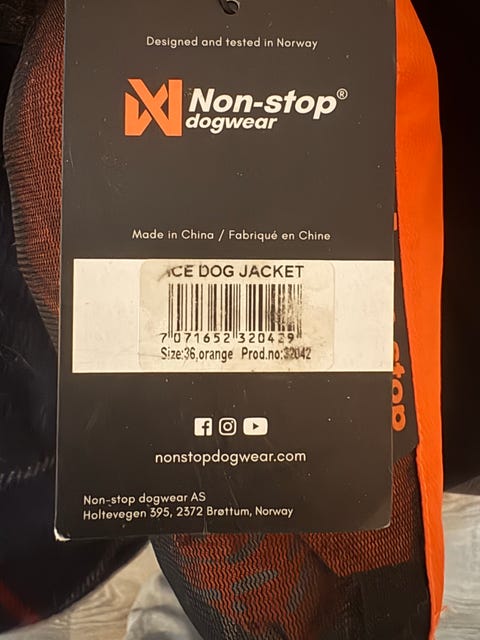 Designed and tested in Norway
Non-stop®
dogwear
Made in China / Fabriqué en Chine
ICE DOG JACKET
7 071652 320429
Size:36,orange Prod.no:32042
nonstopdogwear.com
Non-stop dogwear AS
Holtevegen 395, 2372 Brøttum, Norway